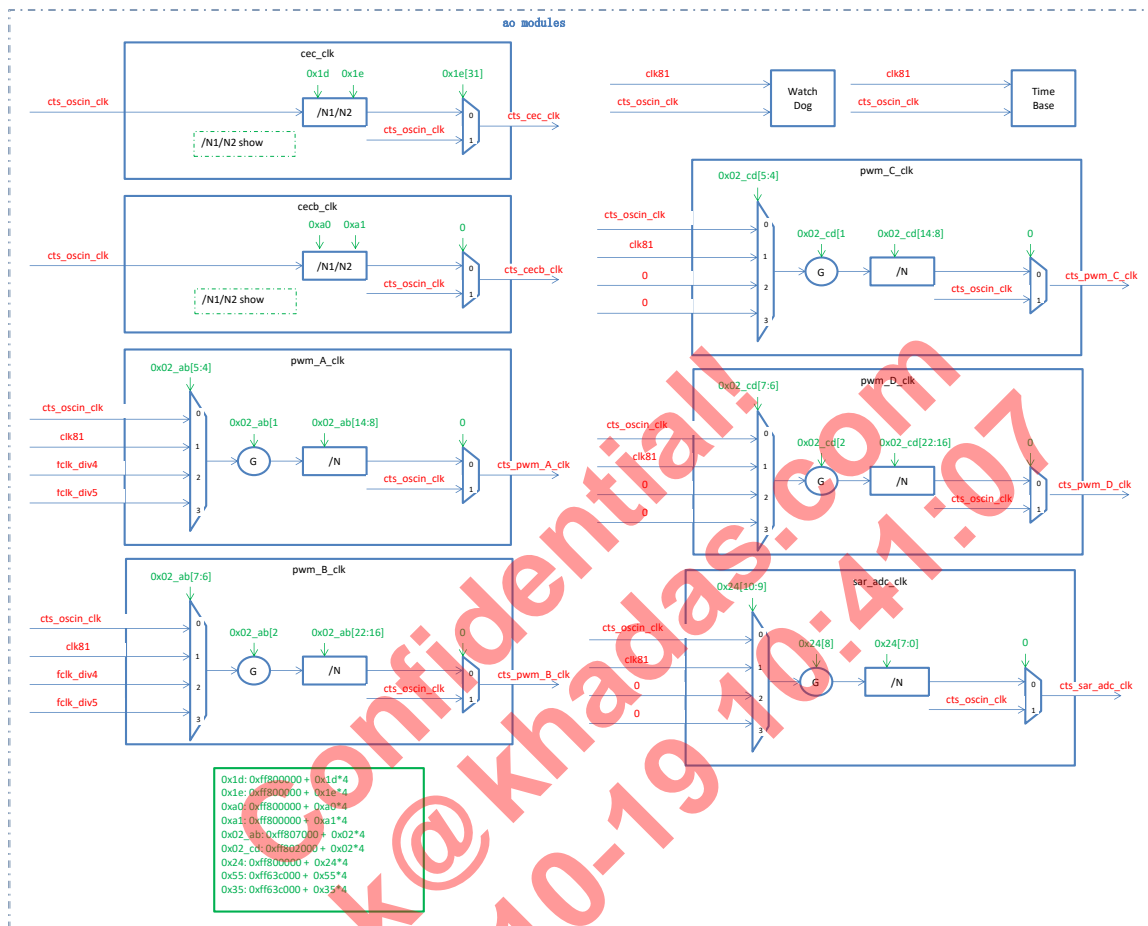 ao modules
cec_clk
0x1d
0x1e
0x1e[31]
cts_oscin_clk
/N1/N2
0
cts_oscin_clk
1
cts_cec_clk
/N1/N2 show
clk81
cts_oscin_clk
Watch
Dog
clk81
cts_oscin_clk
Time
Base
cecb_clk
0xa0
0xa1
0
cts_oscin_clk
/N1/N2
0
cts_oscin_clk
1
cts_cecb_clk
/N1/N2 show
pwm_C_clk
0x02_cd[5:4]
cts_oscin_clk
clk81
0
0
0
1
2
3
0x02_cd[1
G
0x02_cd[14:8]
/N
0
0
cts_oscin_clk
1
cts_pwm_C_clk
pwm_A_clk
0x02_ab[5:4]
cts_oscin_clk
clk81
fclk_div4
fclk_div5
0
1
2
3
0x02_ab[1
G
0x02_ab[14:8]
/N
0
0
cts_oscin_clk
1
cts_pwm_A_clk
pwm_D_clk
0x02_cd[7:6]
cts_oscin_clk
clk81
0
0
0
1
2
3
0x02_cd[2
G
0x02_cd[22:16]
/N
0
0
cts_oscin_clk
1
cts_pwm_D_clk
pwm_B_clk
0x02_ab[7:6]
cts_oscin_clk
clk81
fclk_div4
fclk_div5
0
1
2
3
0x02_ab[2
G
0x02_ab[22:16]
/N
0
0
cts_oscin_clk
1
cts_pwm_B_clk
sar_adc_clk
0x24[10:9]
cts_oscin_clk
clk81
0
0
0
1
2
3
0x24[8]
G
0x24[7:0]
/N
0
0
cts_oscin_clk
1
cts_sar_adc_clk
0x1d: 0xff800000 + 0x1d*4
0x1e: 0xff800000 + 0x1e*4
0xa0: 0xff800000 + 0xa0*4
0xa1: 0xff800000 + 0xa1*4
0x02_ab: 0xff807000 + 0x02*4
0x02_cd: 0xff802000 + 0x02*4
0x24: 0xff800000 + 0x24*4
0x55: 0xff63c000 + 0x55*4
0x35: 0xff63c000 + 0x35*4
Confidential!
k@khadas.com
10-19 10:41:07